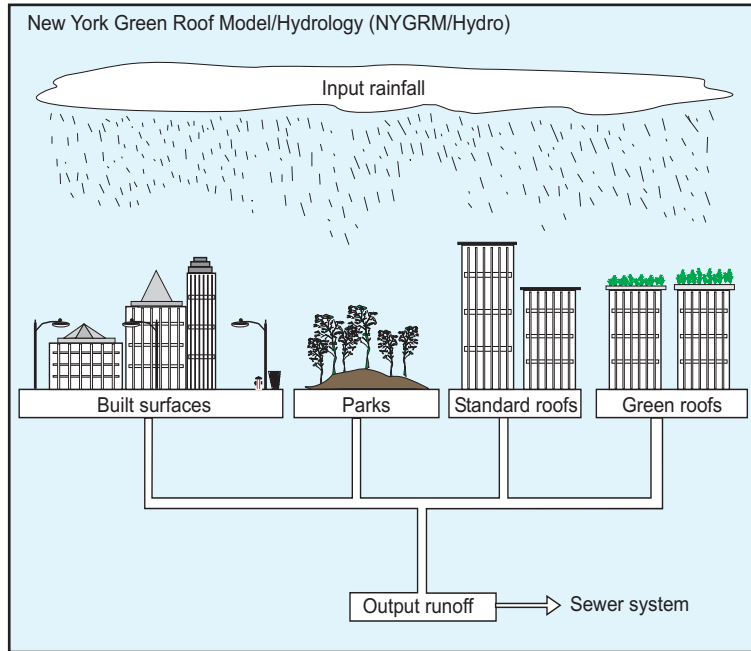 New York Green Roof Model/Hydrology (NYGRM/Hydro)
Input rainfall
Built surfaces
Parks
Standard roofs
Green roofs
Output runoff
Sewer system